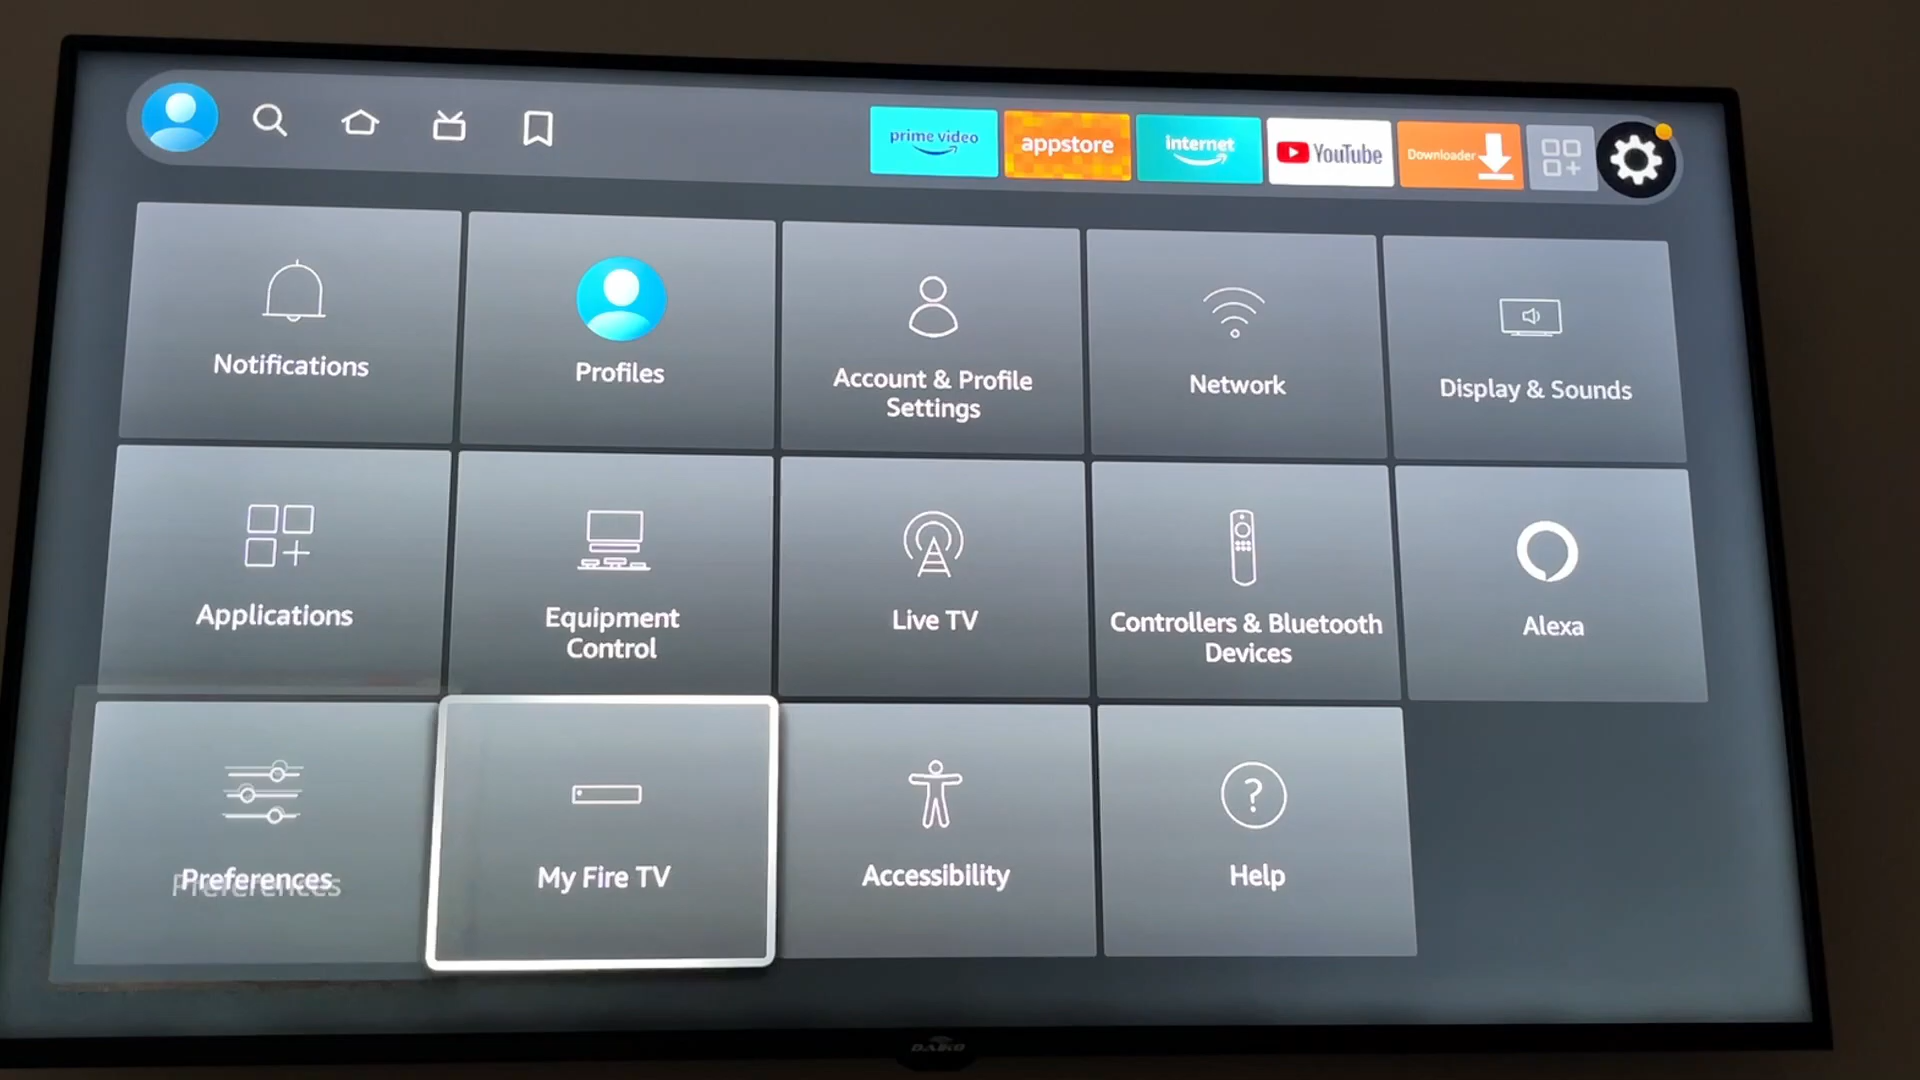 prime video
appstore
internet
YouTube
Downloader
Notifications
Profiles
Account & Profile
Settings
Network
Display & Sounds
Applications
Equipment
Control
Live TV
Controllers & Bluetooth
Devices
Alexa
Preferences
My Fire TV
Accessibility
?
Help
DAIKO